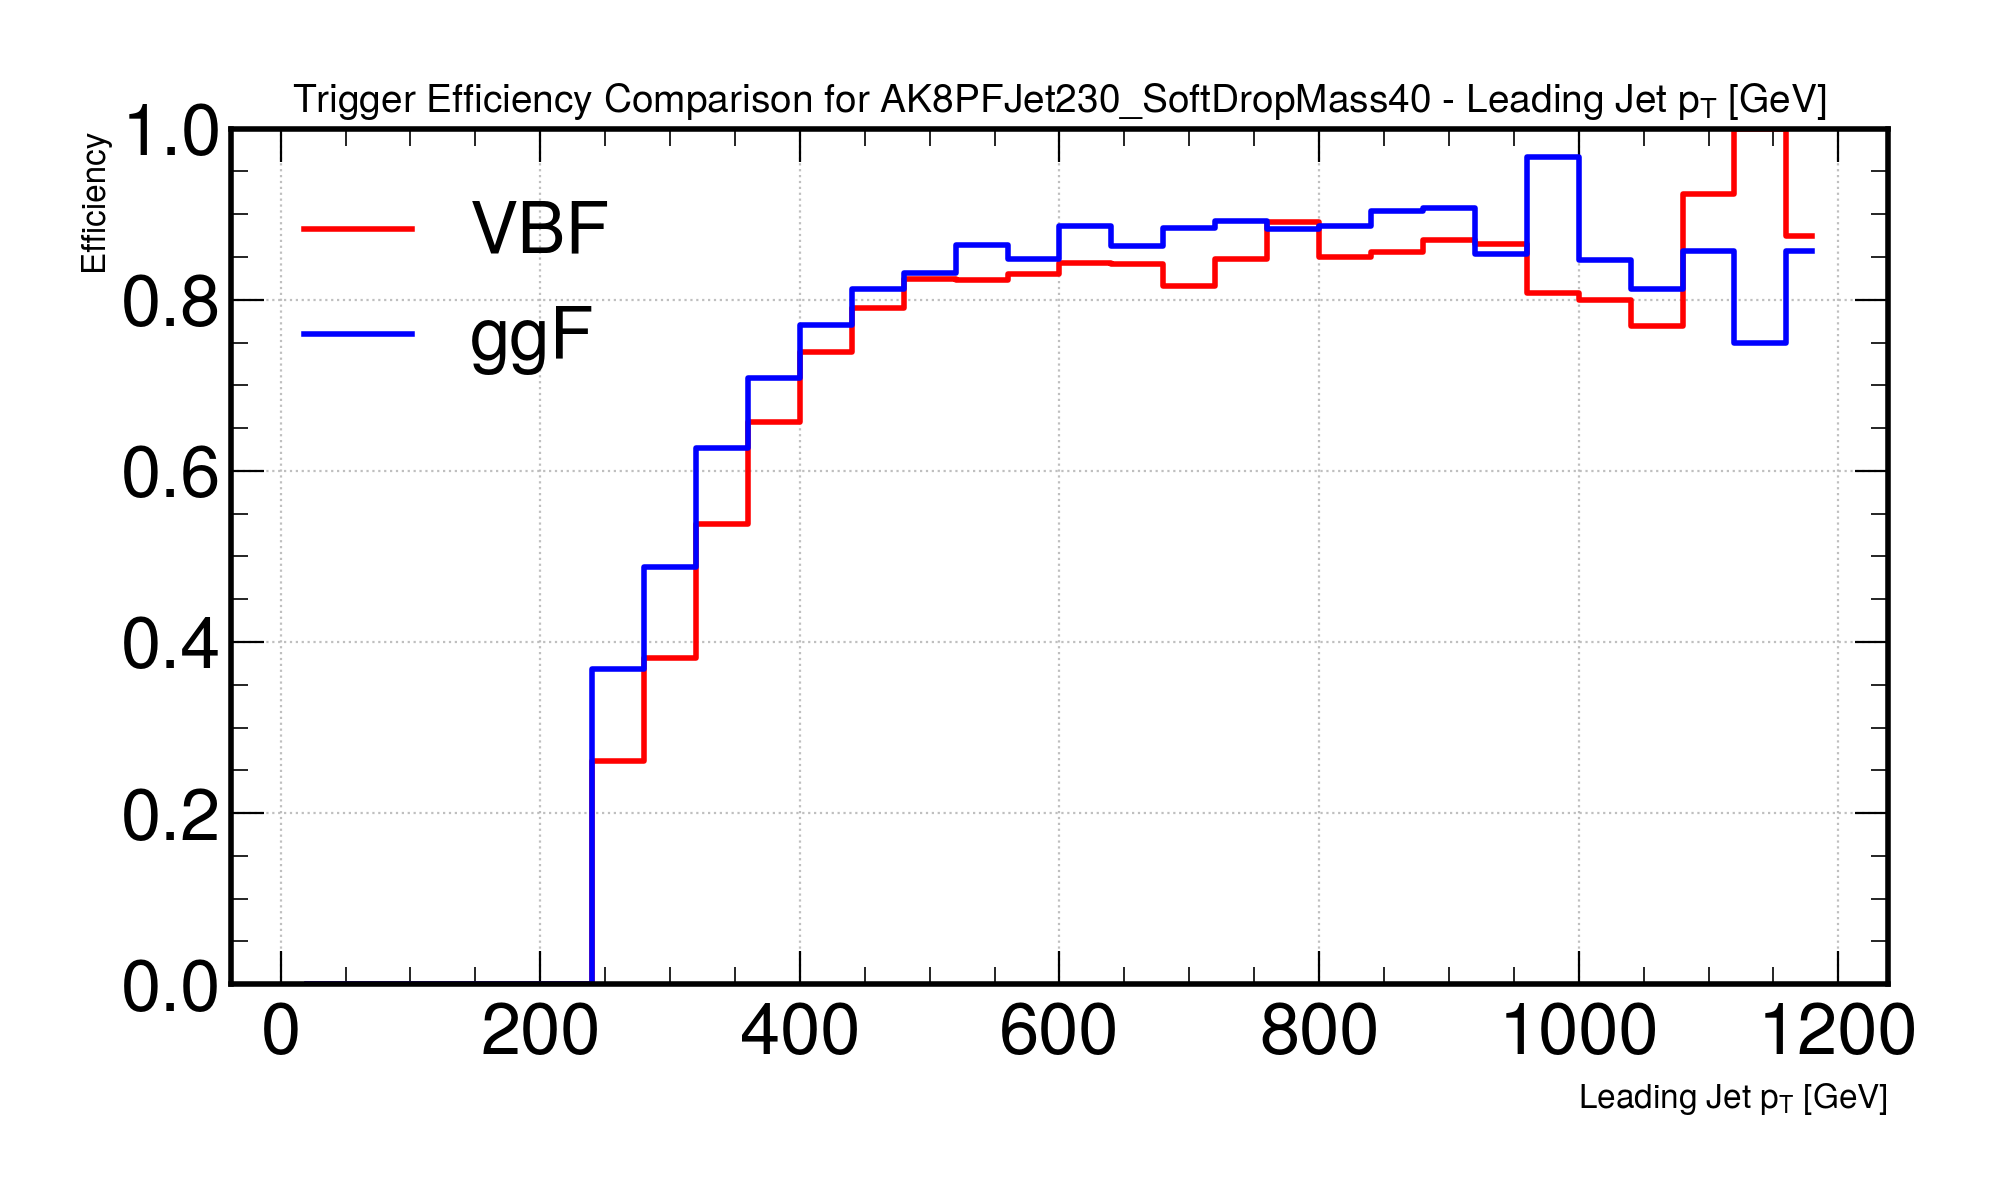 Trigger Efficiency Comparison for AK8PFJet230_SoftDropMass40 - Leading Jet pT [GeV]
Efficiency
1.0
0.8
0.6
0.4
0.2
0.0
VBF
ggF
0 200 400 600 800 1000 1200
Leading Jet pT [GeV]